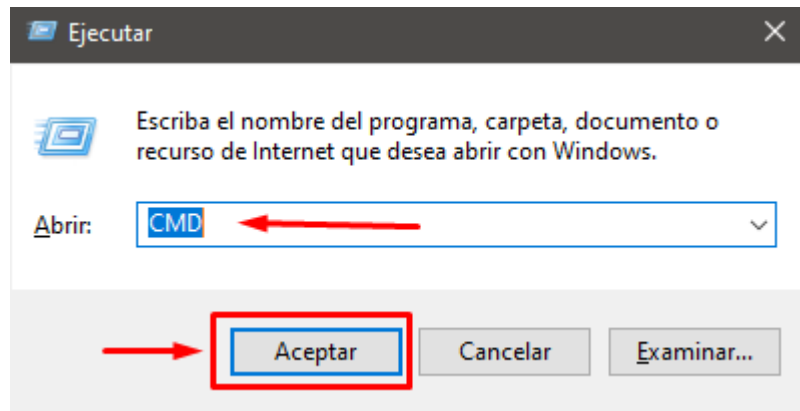 Ejecutar
Escriba el nombre del programa, carpeta, documento o
recurso de Internet que desea abrir con Windows.
Abrir: CMD
Aceptar Cancelar Examinar...